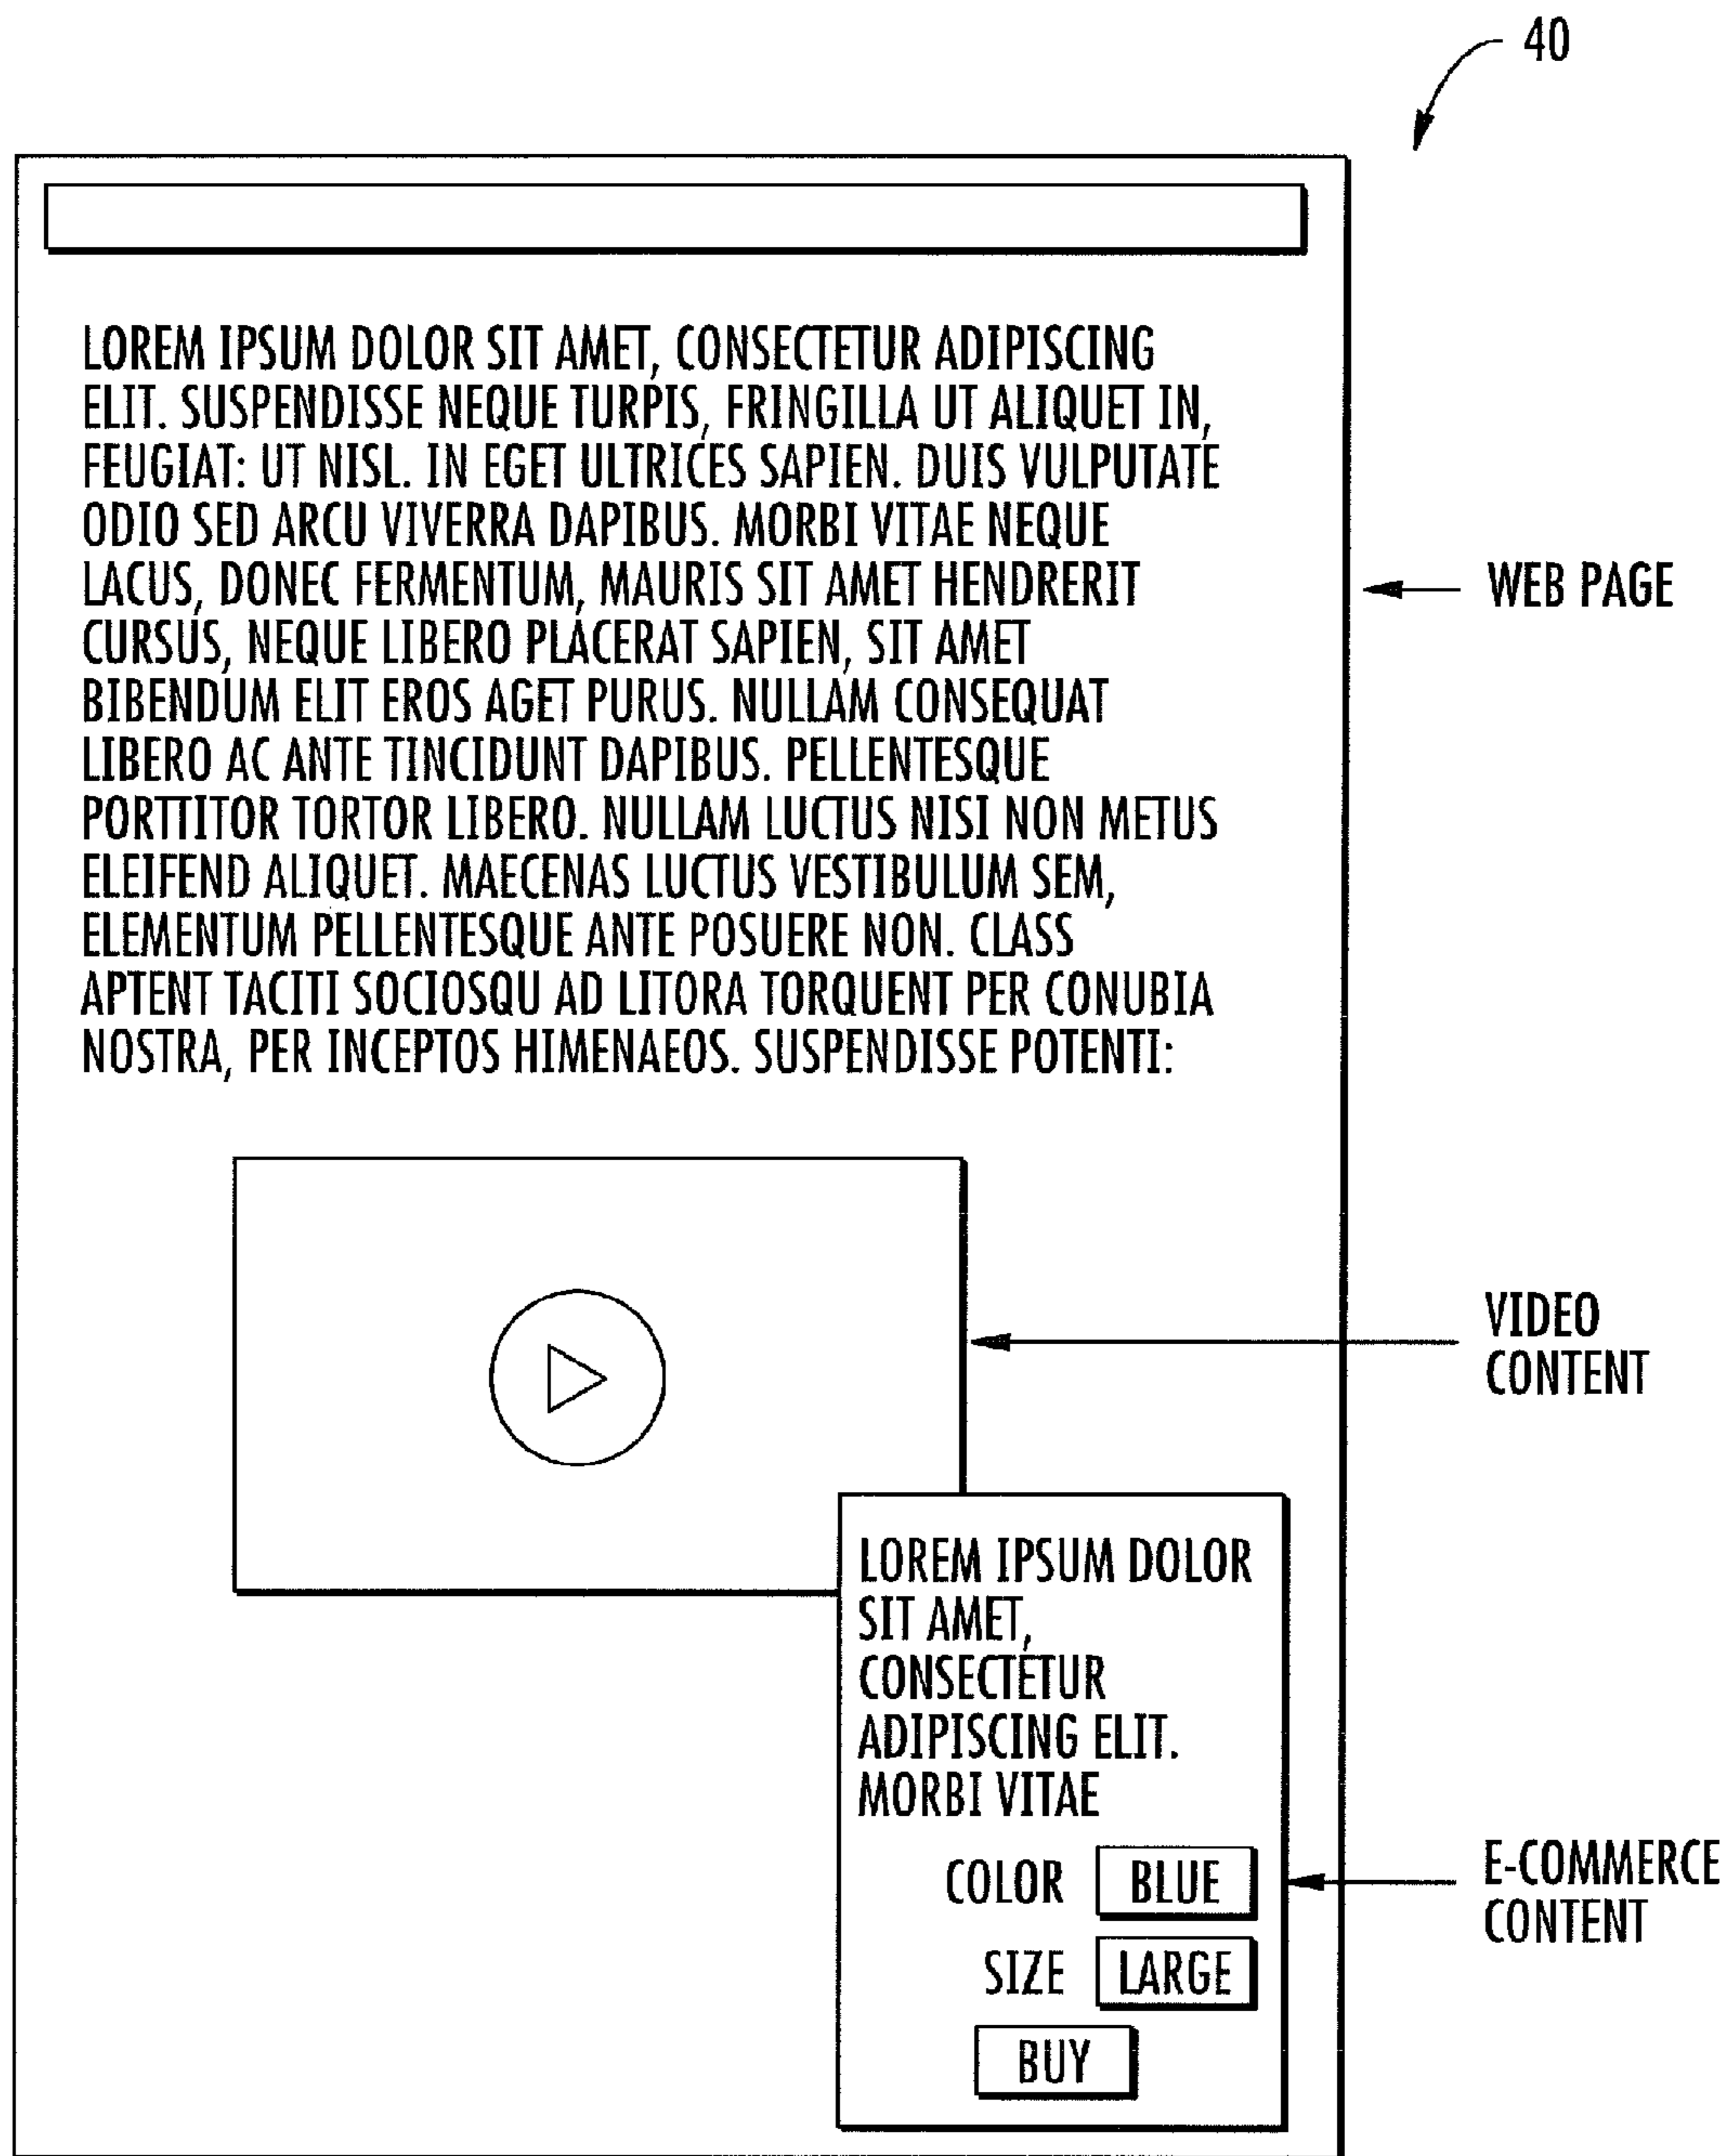 40
LOREM IPSUM DOLOR SIT AMET, CONSECTETUR ADIPISCING
ELIT. SUSPENDISSE NEQUE TURPIS, FRINGILLA UT ALIQUET IN,
FEUGIAT: UT NISL. IN EGET ULTRICES SAPIEN. DUIS VULPUTATE
ODIO SED ARCU VIVERRA DAPIBUS. MORBI VITAE NEQUE
LACUS, DONEC FERMENTUM, MAURIS SIT AMET HENDRERIT
CURSUS, NEQUE LIBERO PLACERAT SAPIEN, SIT AMET
BIBENDUM ELIT EROS AGET PURUS. NULLAM CONSEQUAT
LIBERO AC ANTE TINCIDUNT DAPIBUS. PELLENTESQUE
PORTTITOR TORTOR LIBERO. NULLAM LUCTUS NISI NON METUS
ELEIFEND ALIQUET. MAECENAS LUCTUS VESTIBULUM SEM,
ELEMENTUM PELLENTESQUE ANTE POSUERE NON. CLASS
APTENT TACITI SOCIOSQU AD LITORA TORQUENT PER CONUBIA
NOSTRA, PER INCEPTOS HIMENAEOS. SUSPENDISSE POTENTI:
WEB PAGE
VIDEO
CONTENT
LOREM IPSUM DOLOR
SIT AMET,
CONSECTETUR
ADIPISCING ELIT.
MORBI VITAE
COLOR BLUE
SIZE LARGE
BUY
E-COMMERCE
CONTENT